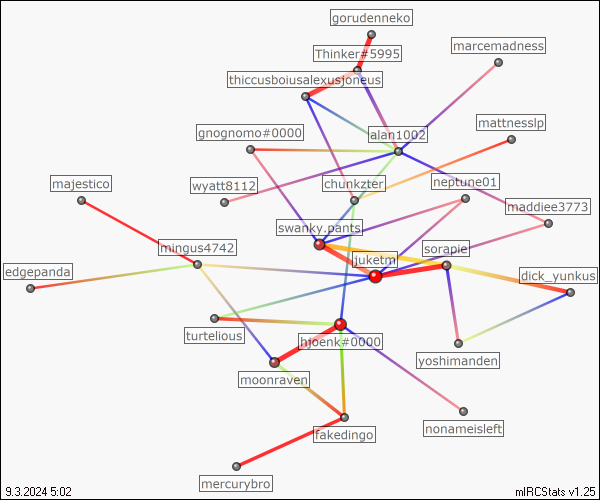 gorudenneko
marcemadness
Thinker#5995
thiccusboiusalexusjoneus
mattnesslp
gnognomo#0000
alan1002
majestico
wyatt8112
chunkzter
neptune01
maddiee3773
swanky.pants
mingus4742
juketm
sorapie
edgepanda
dick_yunkus
turtelious
hjoenk#0000
yoshimanden
moonraven
nonameisleft
fakedingo
mercurybro
9.3.2024 5:02
mIRCStats v1.25